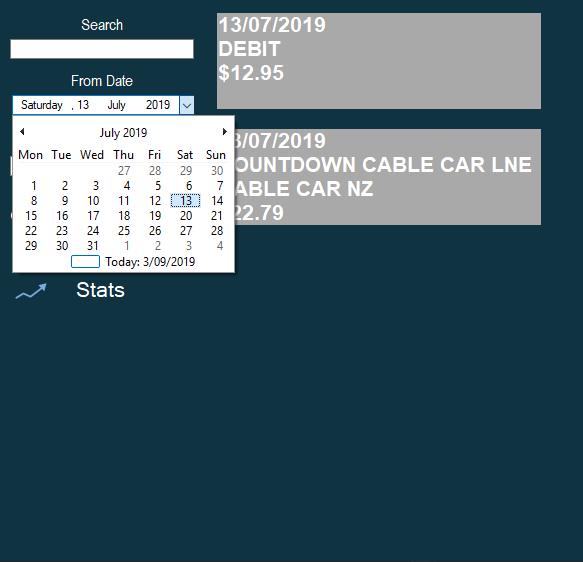 Search
From Date
Saturday , 13 July 2019
July 2019
Mon Tue Wed Thu Fri Sat Sun
27 28 29 30
1 2 3 4 5 6 7
8 9 10 11 12 13 14
15 16 17 18 19 20 21
22 23 24 25 26 27 28
29 30 31 1 2 3 4
Today: 3/09/2019
Stats
13/07/2019
DEBIT
$12.95
3/07/2019
OUNTDOWN CABLE CAR LNE
ABLE CAR NZ
22.79